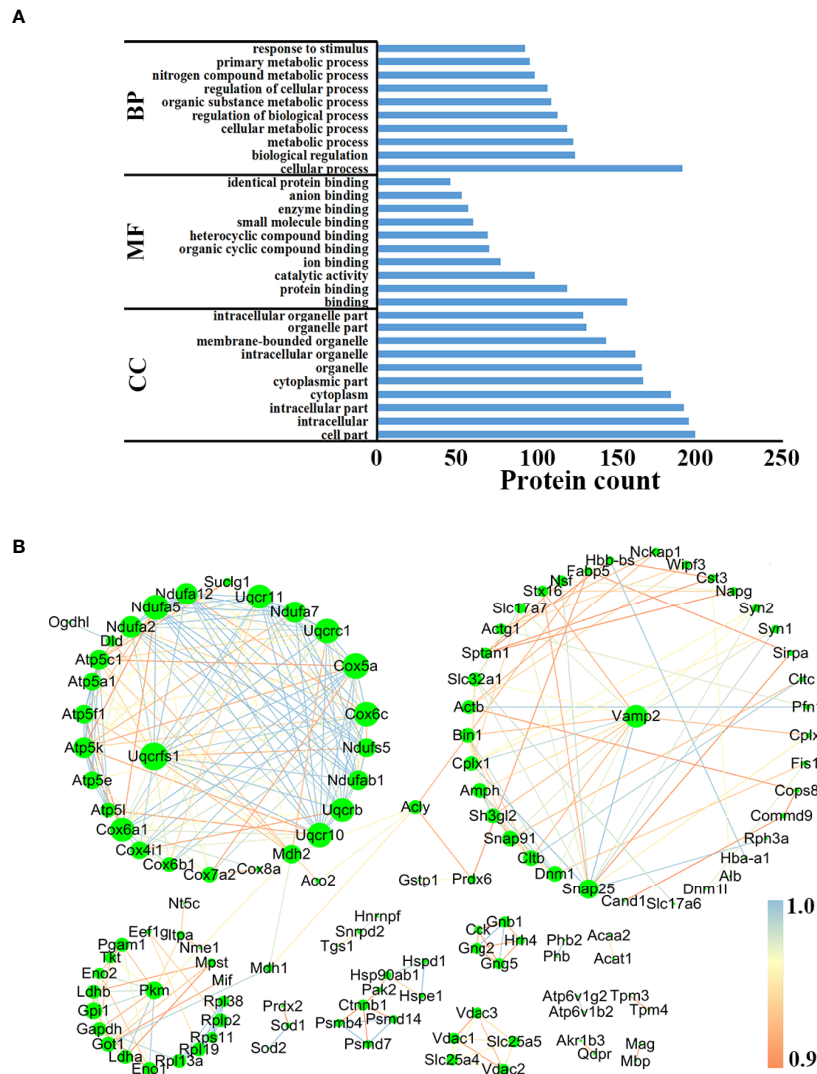 A
BP
response to stimulus
primary metabolic process
nitrogen compound metabolic process
regulation of cellular process
organic substance metabolic process
regulation of biological process
cellular metabolic process
metabolic process
biological regulation
cellular process
MF
identical protein binding
anion binding
enzyme binding
small molecule binding
heterocyclic compound binding
organic cyclic compound binding
ion binding
catalytic activity
protein binding
binding
CC
intracellular organelle part
organelle part
membrane-bounded organelle
intracellular organelle
organelle
cytoplasmic part
cytoplasm
intracellular part
intracellular
cell part
0 50 100 150 200 250
Protein count
B
Suclg1
Ndufa12
Uqcr11
Ndufa5
Ndufa7
Ndufa2
Uqcrc1
Ogdhl
Dld
Atp5c1
Cox5a
Atp5a1
Atp5f1
Cox6c
Atp5k
Uqcrfs1
Ndufs5
Atp5e
Ndufab1
Atp5l
Uqcrb
Cox6a1
Uqcr10
Cox4i1
Mdh2
Cox6b1
Cox7a2
Cox8a
Aco2
Acly
Gstp1
Prdx6
Nckap1
Hbb-bs
Wipf3
Fabp5
Cst3
Nsf
Stx16
Napg
Slc17a7
Syn2
Actg1
Syn1
Sptan1
Sirpa
Slc32a1
Cltc
Actb
Vamp2
Pfn1
Bin1
Cplx
Cplx1
Fis1
Amph
Cops8
Sh3gl2
Commd9
Snap91
Rph3a
Cltb
Hba-a1
Dnm1
Alb
Snap25
Dnm1l
Cand1
Slc17a6
Nt5c
Eef1g
Itpa
Pgam1
Nme1
Tkt
Mpst
Eno2
Mif
Ldhb
Pkm
Rpl38
Gpi1
Rplp2
Gapdh
Rps11
Got1
Rpl19
Ldha
Rpl13a
Eno1
Mdh1
Prdx2
Sod1
Sod2
Hnrnpf
Snrpd2
Tgs1
Hspd1
Hsp90ab1
Pak2
Hspe1
Ctnnb1
Psmb4
Psmd14
Psmd7
Gnb1
Cck
Hrh4
Gng2
Gng5
Phb2
Phb
Acaa2
Acat1
Vdac3
Vdac1
Slc25a5
Slc25a4
Vdac2
Atp6v1g2
Atp6v1b2
Tpm3
Tpm4
Akr1b3
Qdpr
Mag
Mbp
1.0
0.9